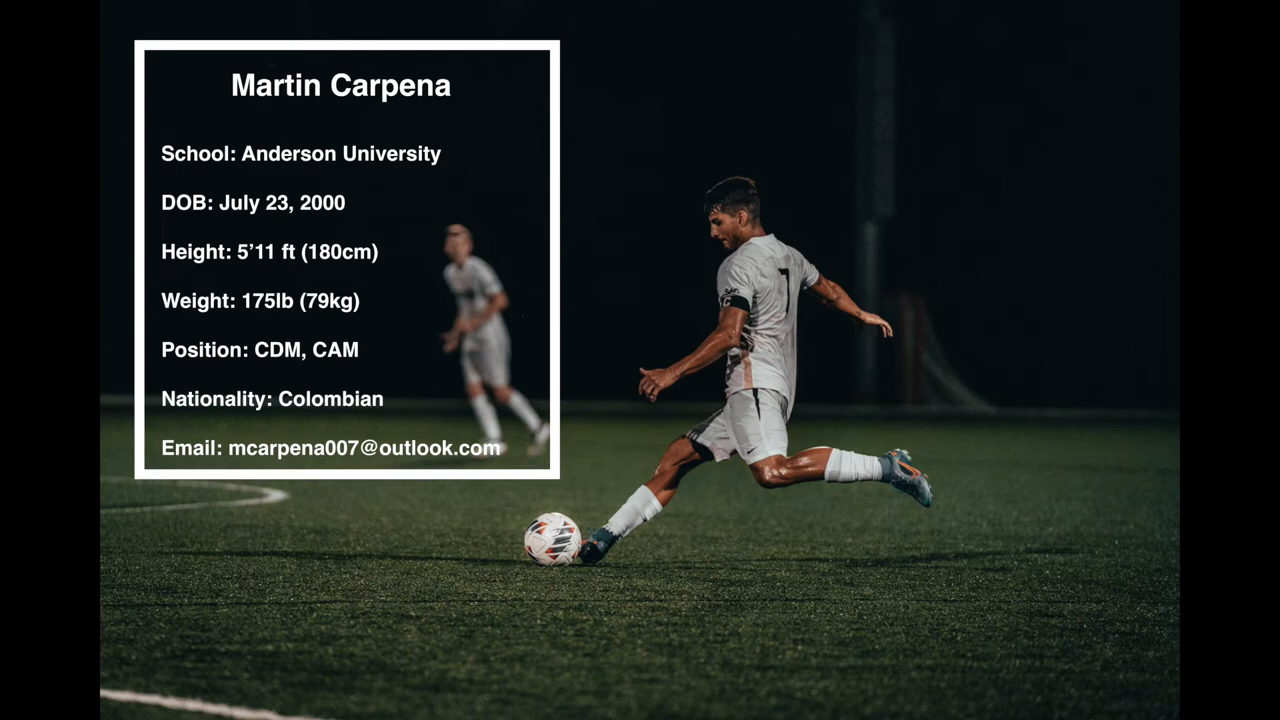 Martin Carpena
School: Anderson University
DOB: July 23, 2000
Height: 5’11 ft (180cm)
Weight: 175lb (79kg)
Position: CDM, CAM
Nationality: Colombian
Email: mcarpena007@outlook.com
7
C